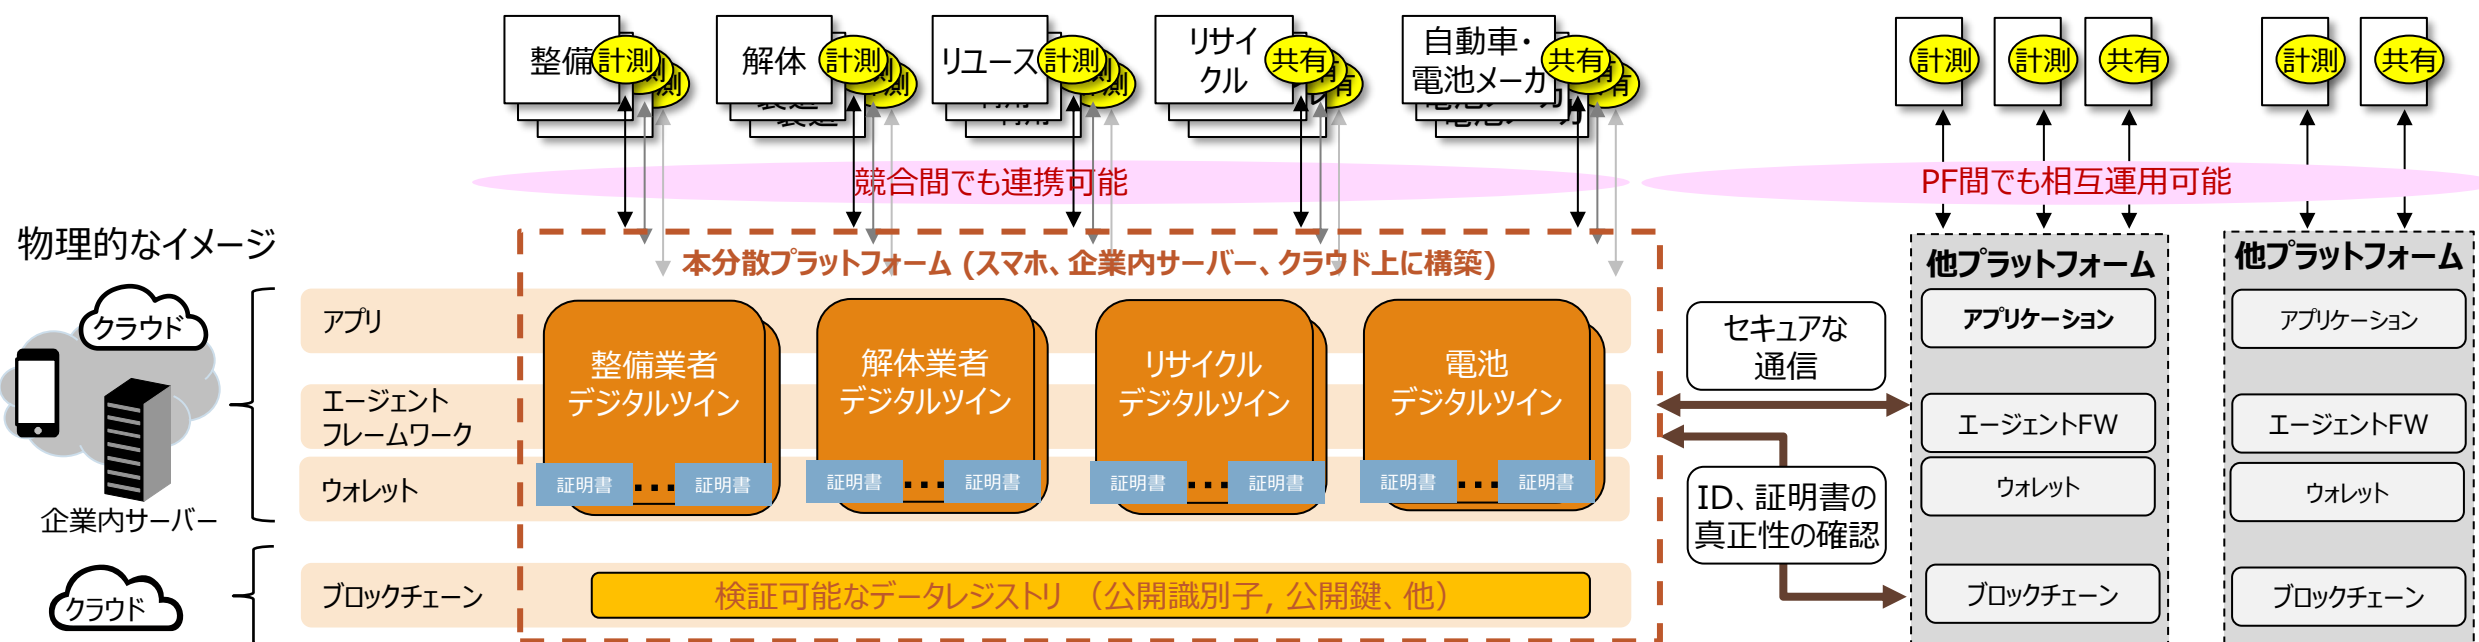 整備
計測
測
解体
計測
測
リユース
計測
測
リサイ
クル
共有
有
自動車・
電池メーカ
共有
有
計測
計測
共有
計測
共有
製造
利用
電池メーカ
競合間でも連携可能
PF間でも相互運用可能
物理的なイメージ
本分散プラットフォーム (スマホ、企業内サーバー、クラウド上に構築)
他プラットフォーム
他プラットフォーム
クラウド
アプリ
整備業者
デジタルツイン
解体業者
デジタルツイン
リサイクル
デジタルツイン
電池
デジタルツイン
セキュアな
通信
アプリケーション
アプリケーション
エージェント
フレームワーク
エージェントFW
エージェントFW
ウォレット
証明書
…
証明書
証明書
…
証明書
証明書
…
証明書
証明書
…
証明書
ウォレット
ウォレット
企業内サーバー
ID、証明書の
真正性の確認
クラウド
ブロックチェーン
検証可能なデータレジストリ （公開識別子, 公開鍵、他）
ブロックチェーン
ブロックチェーン